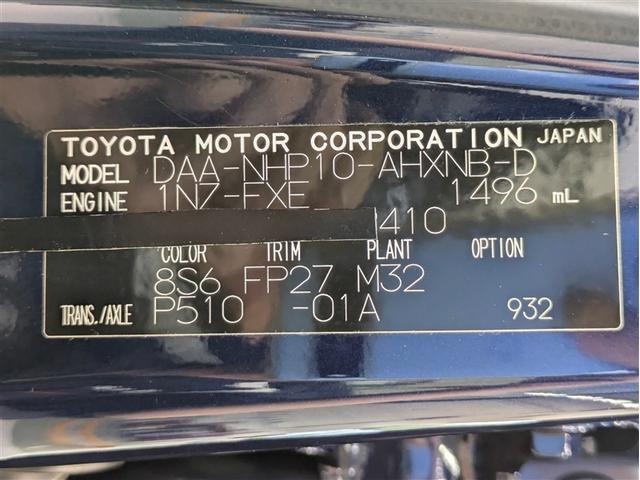 TOYOTA MOTOR CORPORATION JAPAN
MODEL DAA-NHP10-AHXNB-D
ENGINE 1NZ-FXE 1496 mL
410
COLOR TRIM PLANT OPTION
8S6 FP27 M32
TRANS./AXLE P510 -01A 932